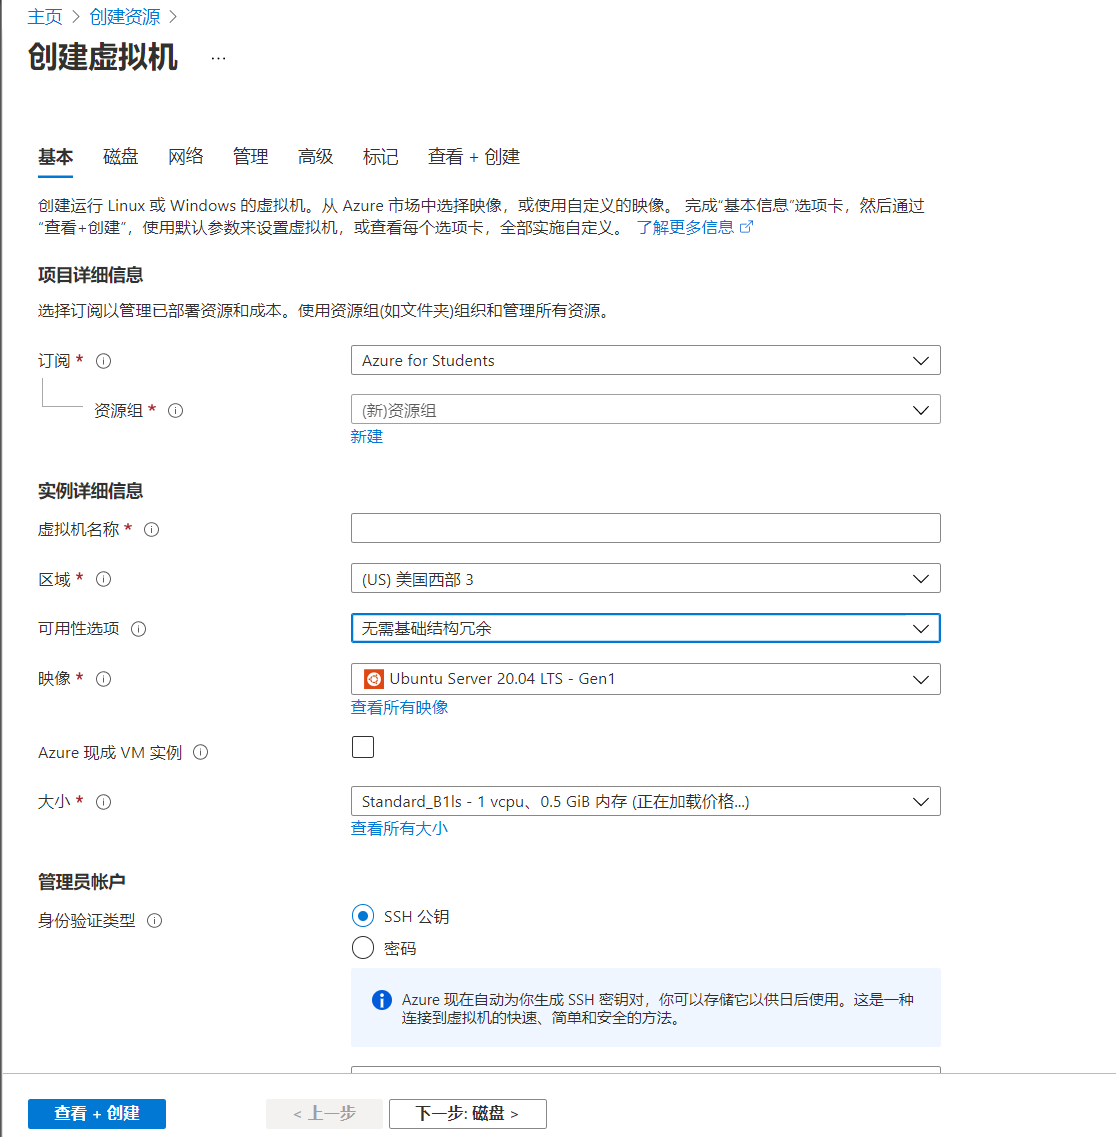 主页 > 创建资源 >
创建虚拟机 ...
基本 磁盘 网络 管理 高级 标记 查看 + 创建
创建运行 Linux 或 Windows 的虚拟机。从 Azure 市场中选择映像，或使用自定义的映像。 完成“基本信息”选项卡，然后通过
“查看+创建”，使用默认参数来设置虚拟机，或查看每个选项卡，全部实施自定义。 了解更多信息
项目详细信息
选择订阅以管理已部署资源和成本。使用资源组(如文件夹)组织和管理所有资源。
订阅 * Azure for Students
资源组 * (新)资源组
新建
实例详细信息
虚拟机名称 *
区域 * (US) 美国西部 3
可用性选项 无需基础结构冗余
映像 * Ubuntu Server 20.04 LTS - Gen1
查看所有映像
Azure 现成 VM 实例
大小 * Standard_B1ls - 1 vcpu、0.5 GiB 内存 (正在加载价格...)
查看所有大小
管理员帐户
身份验证类型 SSH 公钥
密码
Azure 现在自动为你生成 SSH 密钥对，你可以存储它以供日后使用。这是一种
连接到虚拟机的快速、简单和安全的方法。
查看 + 创建 < 上一步 下一步: 磁盘 >